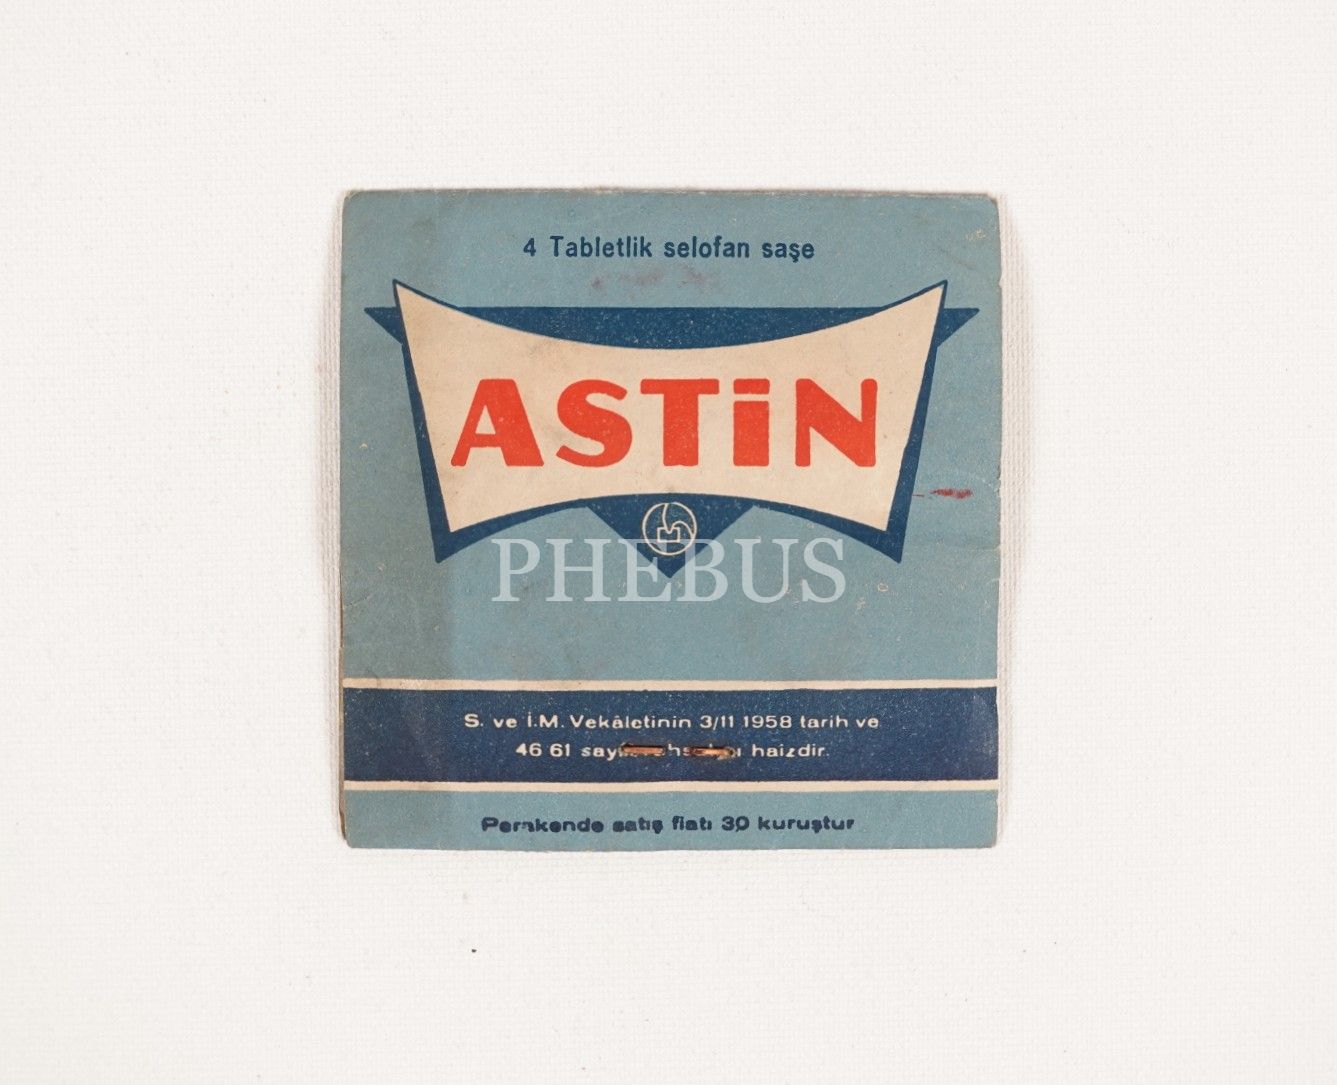 4 Tabletlik selofan saşe
ASTİN
PHEBUS
S. ve İ.M. Vekâletinin 3/11 1958 tarih ve
46 61 haizdir.
Perakende satış fiatı 30 kuruştur